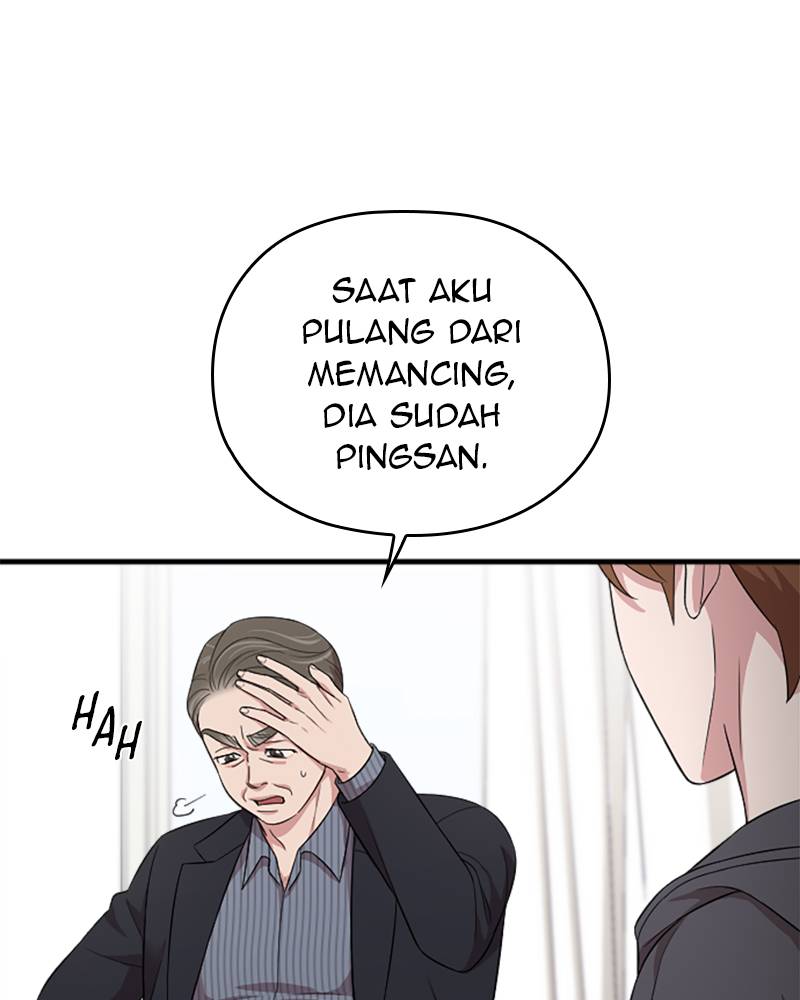 SAAT AKU
PULANG DARI
MEMANCING,
DIA SUDAH
PINGSAN.
HAH